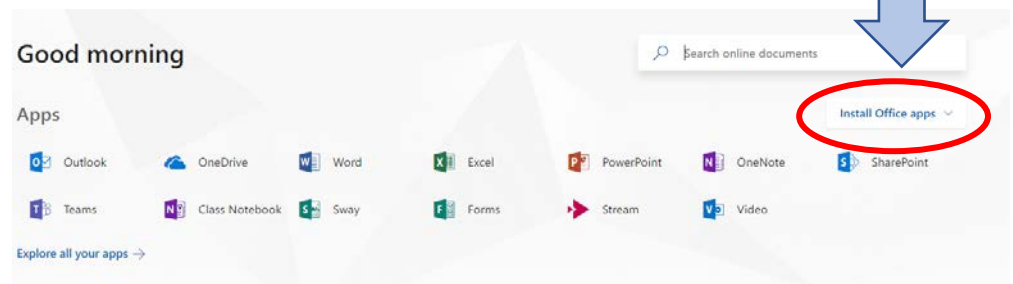 Good morning
Search online documents
Apps
Install Office apps
Outlook OneDrive Word Excel PowerPoint OneNote SharePoint
Teams Class Notebook Sway Forms Stream Video
Explore all your apps →